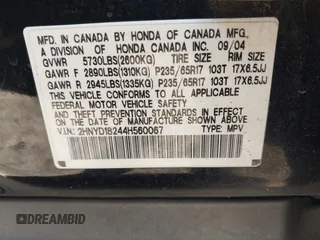 MFD. IN CANADA BY HONDA OF CANADA MFG.,
A DIVISION OF HONDA CANADA INC. 09/04
GVWR 5730LBS(2600KG) TIRE SIZE RIM SIZE
GAWR F 2890LBS(1310KG) P235/65R17 103T 17X6.5JJ
GAWR R 2945LBS(1335KG) P235/65R17 103T 17X6.5JJ
THIS VEHICLE CONFORMS TO ALL APPLICABLE
FEDERAL MOTOR VEHICLE SAFETY
AND THEFT PREVENTION STANDARDS IN EFFECT
ON THE DATE OF MANUFACTURE SHOWN ABOVE.
V.I.N.: 2HNYD18244H560067 TYPE: MPV
DREAMBID